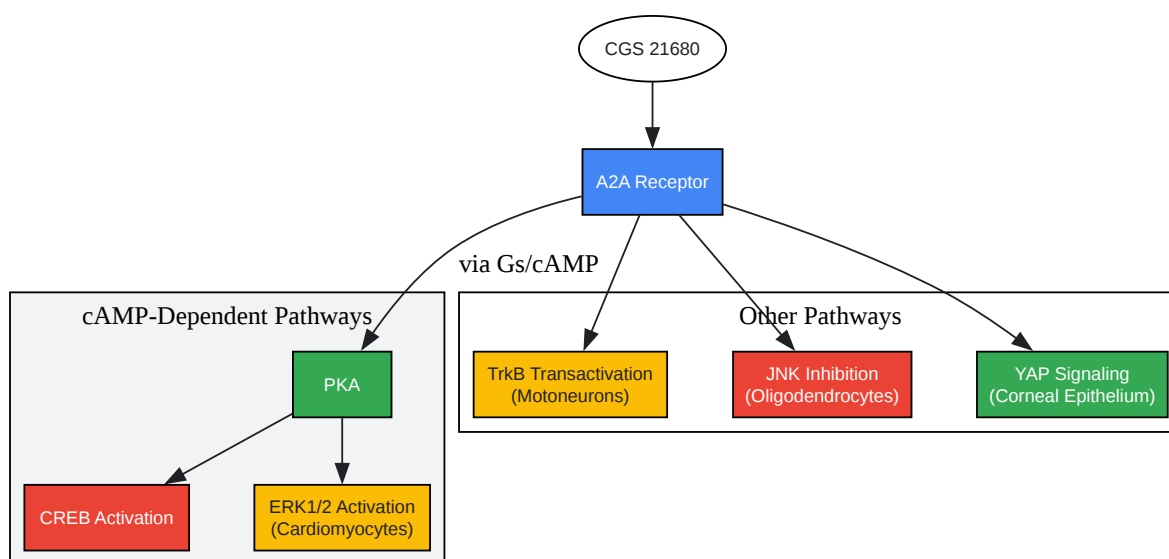 CGS 21680
A2A Receptor
via Gs/cAMP
cAMP-Dependent Pathways
Other Pathways
PKA
TrkB Transactivation
(Motoneurons)
JNK Inhibition
(Oligodendrocytes)
YAP Signaling
(Corneal Epithelium)
CREB Activation
ERK1/2 Activation
(Cardiomyocytes)